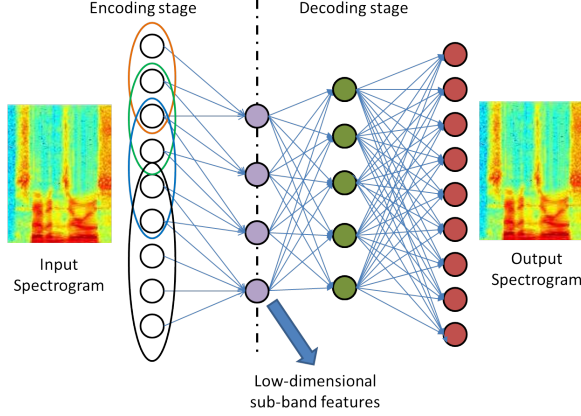 Encoding stage
Decoding stage
Input
Spectrogram
Output
Spectrogram
Low-dimensional
sub-band features